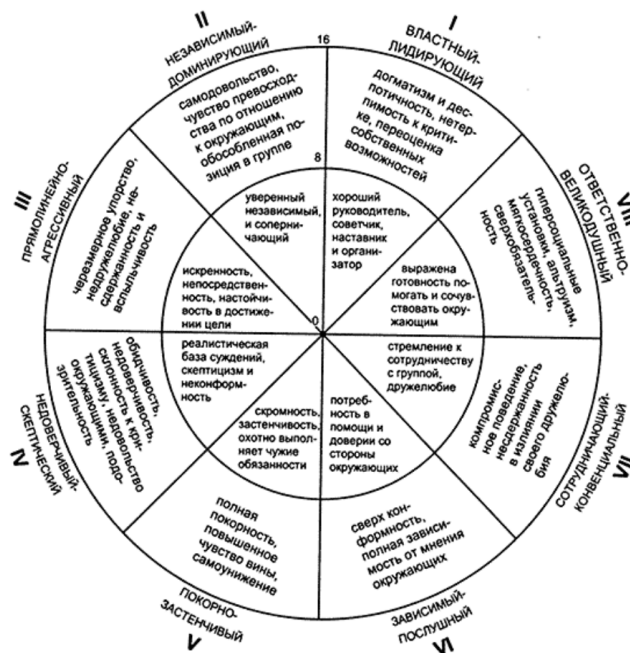 I
ВЛАСТНЫЙ-
ЛИДИРУЮЩИЙ
догматизм и дес-
потичность, нетер-
пимость к крити-
ке, переоценка
собственных
возможностей
хороший
руководитель,
советчик,
наставник
и органи-
затор
II
НЕЗАВИСИМЫЙ-
ДОМИНИРУЮЩИЙ
самодовольство,
чувство превосход-
ства по отношению
к окружающим,
обособленная по-
зиция в группе
уверенный
независимый,
и соперни-
чающий
III
ПРЯМОЛИНЕЙНО-
АГРЕССИВНЫЙ
черезмерное упорство,
недружелюбие, не-
сдержанность и
вспыльчивость
искренность,
непосредствен-
ность, настойчи-
вость в достиже-
нии цели
IV
НЕДОВЕРЧИВЫЙ-
СКЕПТИЧЕСКИЙ
обидчивость,
недоверчивость,
склонность к кри-
тицизму, недовольство
окружающими, подо-
зрительность
реалистическая
база суждений,
скептицизм и
неконформ-
ность
V
ПОКОРНО-
ЗАСТЕНЧИВЫЙ
полная
покорность,
повышенное
чувство вины,
самоунижение
скромность,
застенчивость,
охотно выпол-
няет чужие
обязанности
VI
ЗАВИСИМЫЙ-
ПОСЛУШНЫЙ
сверх кон-
формность,
полная зависи-
мость от мнения
окружающих
потреб-
ность в
помощи и
доверии со
стороны
окружающих
VII
СОТРУДНИЧАЮЩИЙ-
КОНВЕНЦИАЛЬНЫЙ
компромис-
сное поведение,
несдержанность
в излиянии
своего дружелю-
бия
стремление к
сотрудничеству
с группой,
дружелюбие
VIII
ОТВЕТСТВЕННО-
ВЕЛИКОДУШНЫЙ
гиперсоциальные
установки, альтруизм,
мягкосердечность,
сверхобязатель-
ность
выражена
готовность по-
могать и сочув-
ствовать окру-
жающим
16
8
0